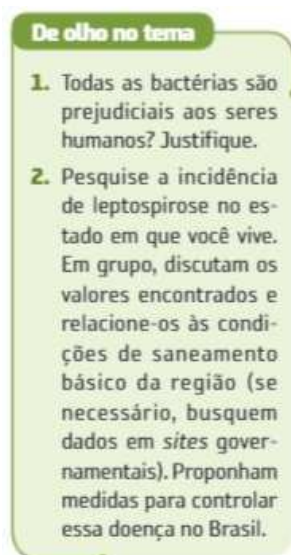 De olho no tema
1. Todas as bactérias são
prejudiciais aos seres
humanos? Justifique.
2. Pesquise a incidência
de leptospirose no es-
tado em que você vive.
Em grupo, discutam os
valores encontrados e
relacione-os às condi-
ções de saneamento
básico da região (se
necessário, busquem
dados em sites gover-
namentais). Proponham
medidas para controlar
essa doença no Brasil.